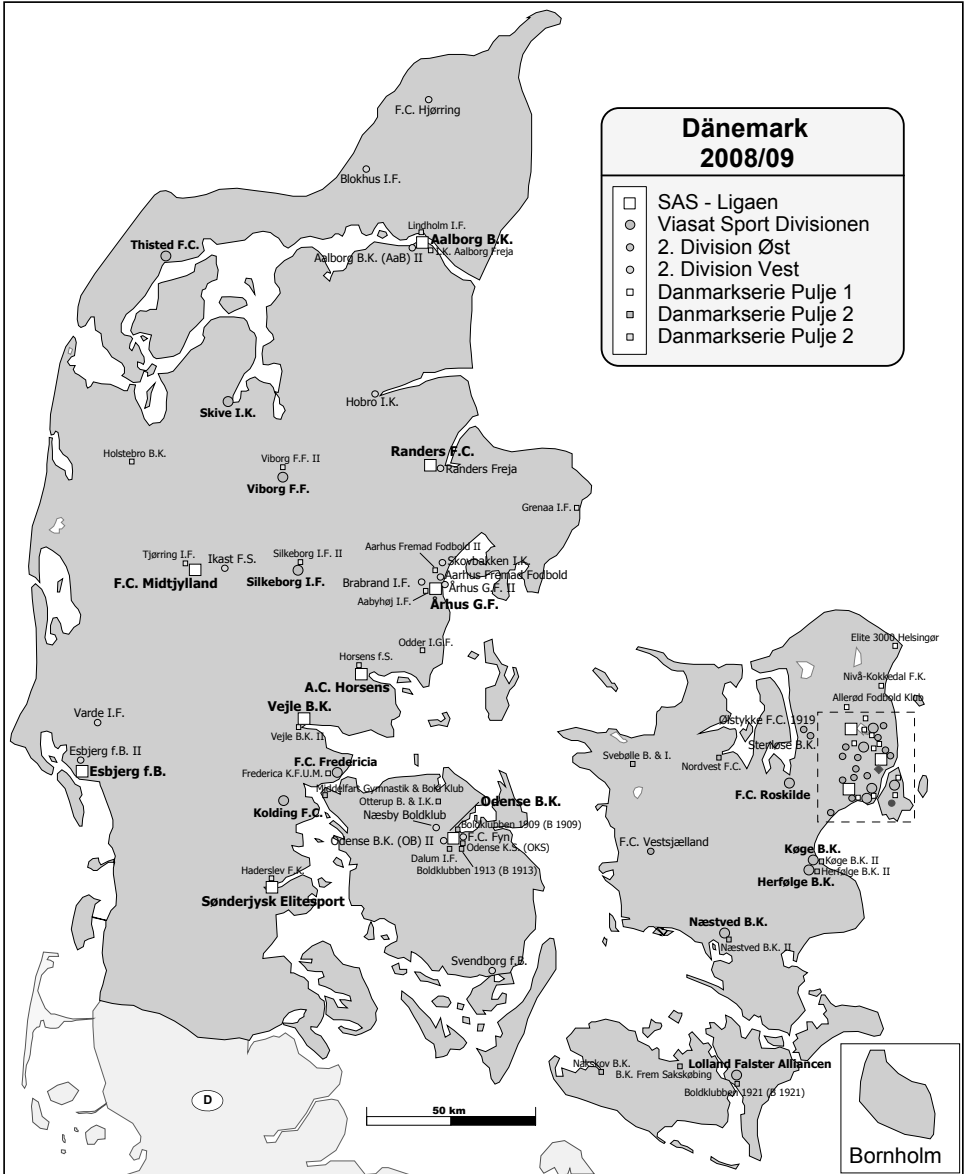 F.C. Hjørring
Dänemark
2008/09
SAS - Ligaen
Viasat Sport Divisionen
2. Division Øst
2. Division Vest
Danmarkserie Pulje 1
Danmarkserie Pulje 2
Danmarkserie Pulje 2
Blokhus I.F.
Lindholm I.F.
Thisted F.C.
Aalborg B.K.
I.K. Aalborg Freja
Aalborg B.K. (AaB) II
Hobro I.K.
Skive I.K.
Holstebro B.K.
Viborg F.F. II
Viborg F.F.
Randers F.C.
Randers Freja
Grenaa I.F.
Tjørring I.F.
Ikast F.S.
F.C. Midtjylland
Silkeborg I.F. II
Silkeborg I.F.
Aarhus Fremad Fodbold II
Skovbakken I.K.
Aarhus Fremad Fodbold
Brabrand I.F.
Århus G.F. II
Aabyhøj I.F.
Århus G.F.
Odder I.G.F.
Horsens f.S.
A.C. Horsens
Vejle B.K.
Vejle B.K. II
Varde I.F.
Esbjerg f.B. II
Esbjerg f.B.
F.C. Fredericia
Frederica K.F.U.M.
Kolding F.C.
Middelfart Gymnastik & Bold Klub
Otterup B. & I.K.
Næsby Boldklub
Odense B.K.
Boldklubben 1909 (B 1909)
F.C. Fyn
Odense B.K. (OB) II
Odense K.S. (OKS)
Dalum I.F.
Boldklubben 1913 (B 1913)
Haderslev F.K.
Sønderjysk Elitesport
Svendborg f.B.
Elite 3000 Helsingør
Nivå-Kokkedal F.K.
Allerød Fodbold Klub
Ølstykke F.C. 1919
Stenløse B.K.
Svebølle B. & I.
Nordvest F.C.
F.C. Roskilde
F.C. Vestsjælland
Køge B.K.
Køge B.K. II
Herfølge B.K. II
Herfølge B.K.
Næstved B.K.
Næstved B.K. II
Nakskov B.K.
B.K. Frem Sakskøbing
Lolland Falster Alliancen
Boldklubben 1921 (B 1921)
D
50 km
Bornholm